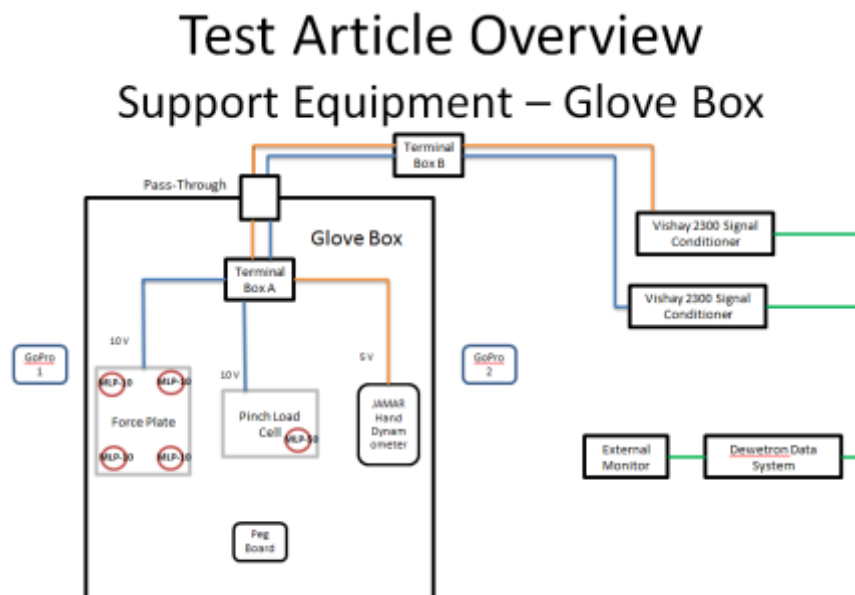 Test Article Overview
Support Equipment – Glove Box
Terminal
Box B
Pass-Through
Glove Box
Vishay 2300 Signal
Conditioner
Terminal
Box A
Vishay 2300 Signal
Conditioner
10 V
GoPro
1
5 V
GoPro
2
10 V
MLP-10
MLP-10
Force Plate
MLP-10
MLP-10
Pinch Load
Cell
MLP-50
JAMAR
Hand
Dynam
ometer
External
Monitor
Dewetron Data
System
Peg
Board